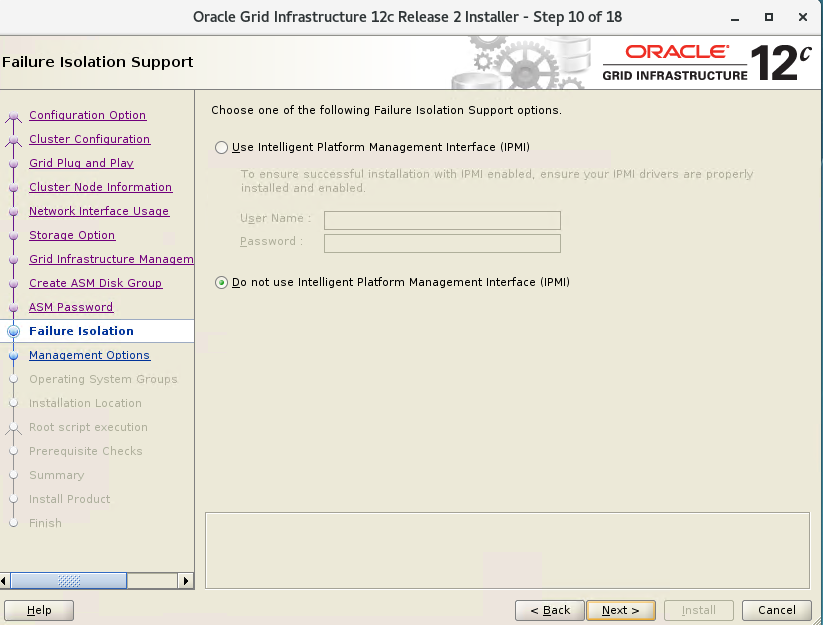 Oracle Grid Infrastructure 12c Release 2 Installer - Step 10 of 18
Failure Isolation Support
ORACLE®
GRID INFRASTRUCTURE
12c
Configuration Option
Cluster Configuration
Grid Plug and Play
Cluster Node Information
Network Interface Usage
Storage Option
Grid Infrastructure Managem
Create ASM Disk Group
ASM Password
Failure Isolation
Management Options
Operating System Groups
Installation Location
Root script execution
Prerequisite Checks
Summary
Install Product
Finish
Choose one of the following Failure Isolation Support options.
Use Intelligent Platform Management Interface (IPMI)
To ensure successful installation with IPMI enabled, ensure your IPMI drivers are properly
installed and enabled.
User Name :
Password :
Do not use Intelligent Platform Management Interface (IPMI)
Help
< Back
Next >
Install
Cancel